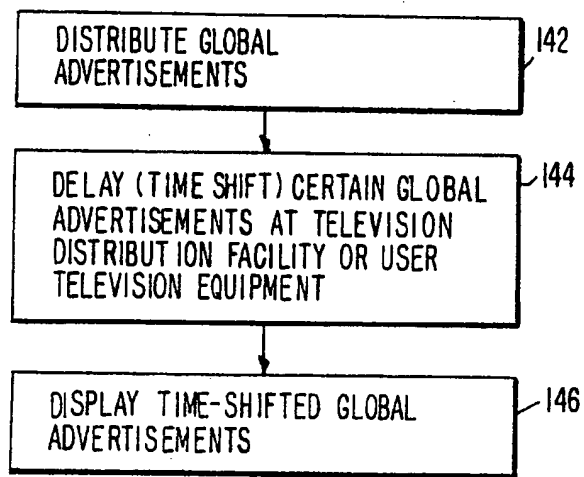 DISTRIBUTE GLOBAL
ADVERTISEMENTS
142
DELAY (TIME SHIFT) CERTAIN GLOBAL
ADVERTISEMENTS AT TELEVISION
DISTRIBUTION FACILITY OR USER
TELEVISION EQUIPMENT
144
DISPLAY TIME-SHIFTED GLOBAL
ADVERTISEMENTS
146